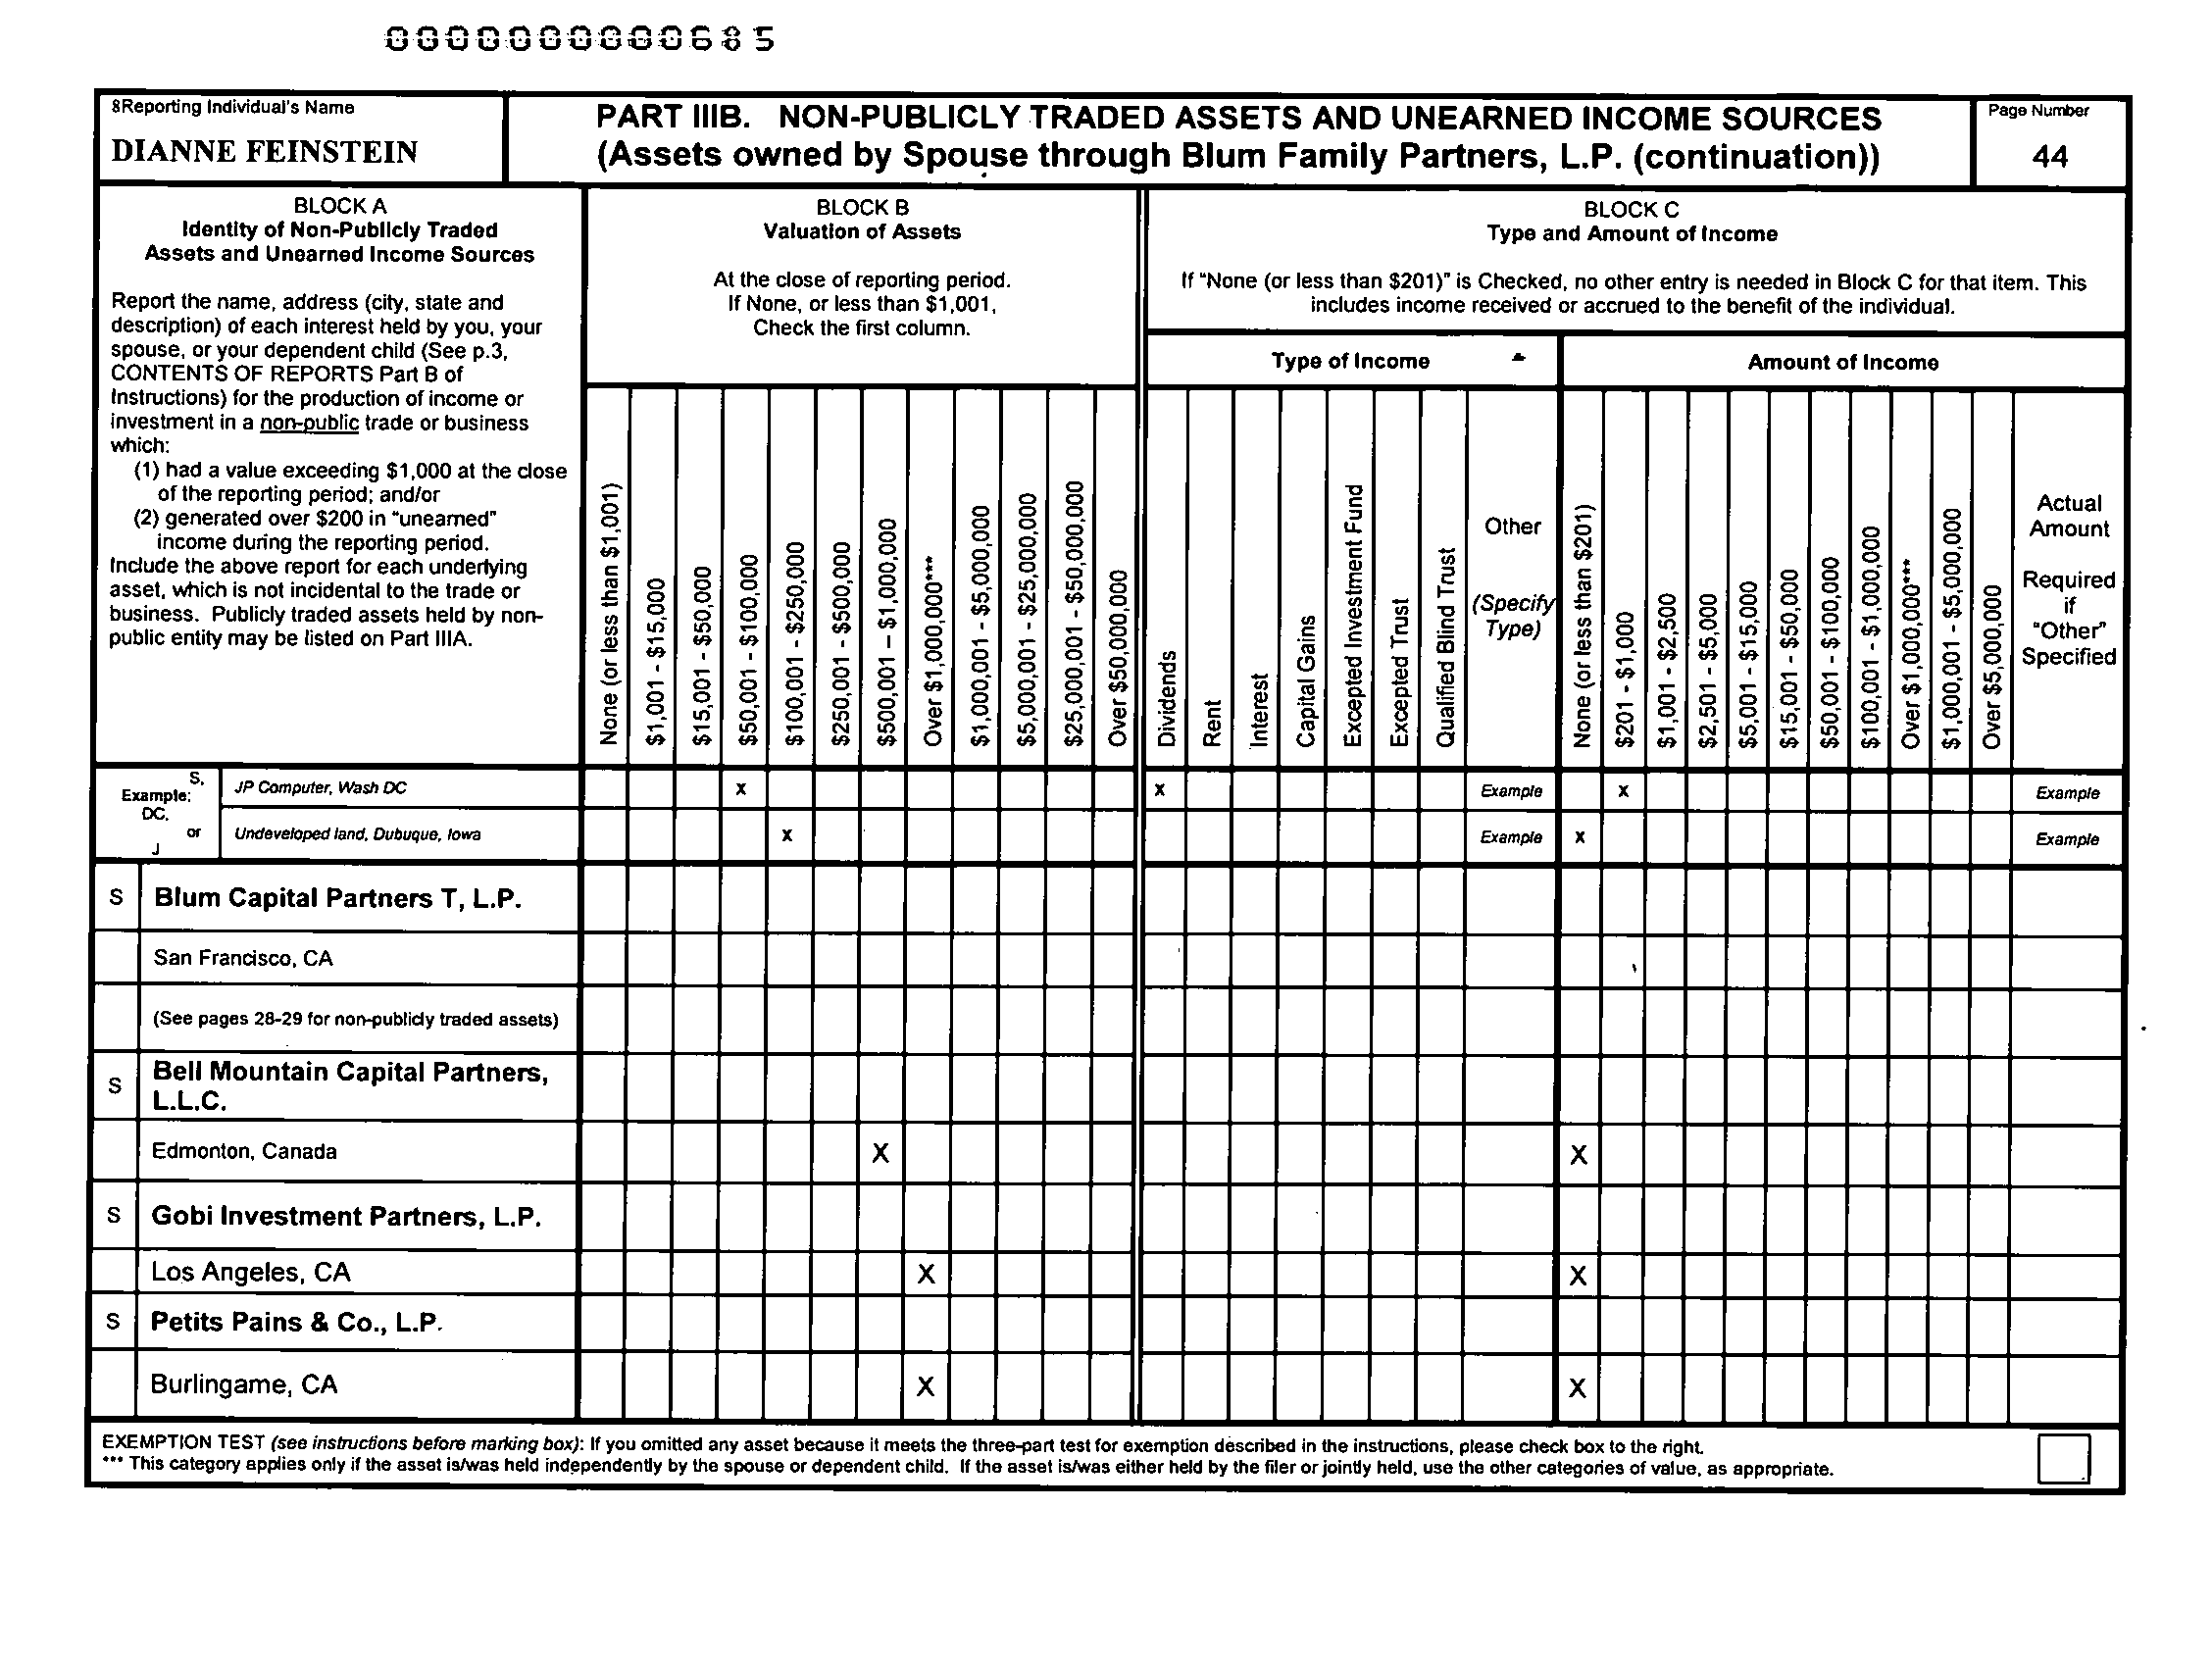 000000000685
8Reporting Individual's Name
DIANNE FEINSTEIN
PART IIIB. NON-PUBLICLY TRADED ASSETS AND UNEARNED INCOME SOURCES
(Assets owned by Spouse through Blum Family Partners, L.P. (continuation))
Page Number
44
BLOCK A
Identity of Non-Publicly Traded
Assets and Unearned Income Sources
Report the name, address (city, state and
description) of each interest held by you, your
spouse, or your dependent child (See p.3,
CONTENTS OF REPORTS Part B of
Instructions) for the production of income or
investment in a non-public trade or business
which:
(1) had a value exceeding $1,000 at the close
of the reporting period; and/or
(2) generated over $200 in "unearned"
income during the reporting period.
Include the above report for each underlying
asset, which is not incidental to the trade or
business. Publicly traded assets held by non-
public entity may be listed on Part IIIA.
BLOCK B
Valuation of Assets
At the close of reporting period.
If None, or less than $1,001,
Check the first column.
BLOCK C
Type and Amount of Income
If "None (or less than $201)" is Checked, no other entry is needed in Block C for that item. This
includes income received or accrued to the benefit of the individual.
Type of Income
Amount of Income
None (or less than $1,001)
$1,001 - $15,000
$15,001 - $50,000
$50,001 - $100,000
$100,001 - $250,000
$250,001 - $500,000
$500,001 – $1,000,000
Over $1,000,000***
$1,000,001 - $5,000,000
$5,000,001 - $25,000,000
$25,000,001 - $50,000,000
Over $50,000,000
Dividends
Rent
Interest
Capital Gains
Excepted Investment Fund
Excepted Trust
Qualified Blind Trust
Other
(Specify
Type)
None (or less than $201)
$201 - $1,000
$1,001 - $2,500
$2,501 - $5,000
$5,001 - $15,000
$15,001 - $50,000
$50,001 - $100,000
$100,001 - $1,000,000
Over $1,000,000***
$1,000,001 - $5,000,000
Over $5,000,000
Actual
Amount
Required
if
"Other"
Specified
S,
Example:
DC,
or
J
JP Computer, Wash DC X X Example X Example
Undeveloped land, Dubuque, Iowa X Example X Example
S Blum Capital Partners T, L.P.
San Francisco, CA
(See pages 28-29 for non-publicly traded assets)
S Bell Mountain Capital Partners,
L.L.C.
Edmonton, Canada X X
S Gobi Investment Partners, L.P.
Los Angeles, CA X X
S Petits Pains & Co., L.P.
Burlingame, CA X X
EXEMPTION TEST (see instructions before marking box): If you omitted any asset because it meets the three-part test for exemption described in the instructions, please check box to the right.
*** This category applies only if the asset is/was held independently by the spouse or dependent child. If the asset is/was either held by the filer or jointly held, use the other categories of value, as appropriate.